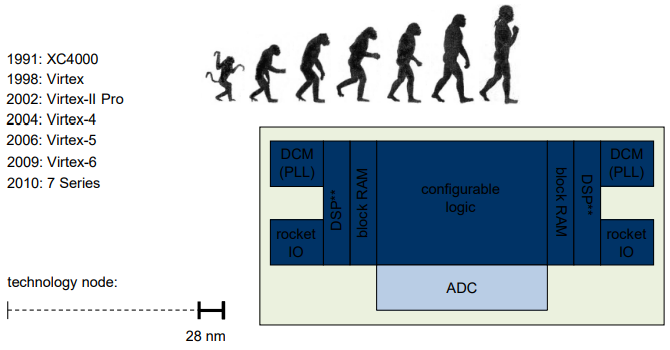 1991: XC4000
1998: Virtex
2002: Virtex-II Pro
2004: Virtex-4
2006: Virtex-5
2009: Virtex-6
2010: 7 Series
technology node:
28 nm
DCM
(PLL)
rocket
IO
DSP**
block RAM
configurable
logic
ADC
block RAM
DSP**
DCM
(PLL)
rocket
IO